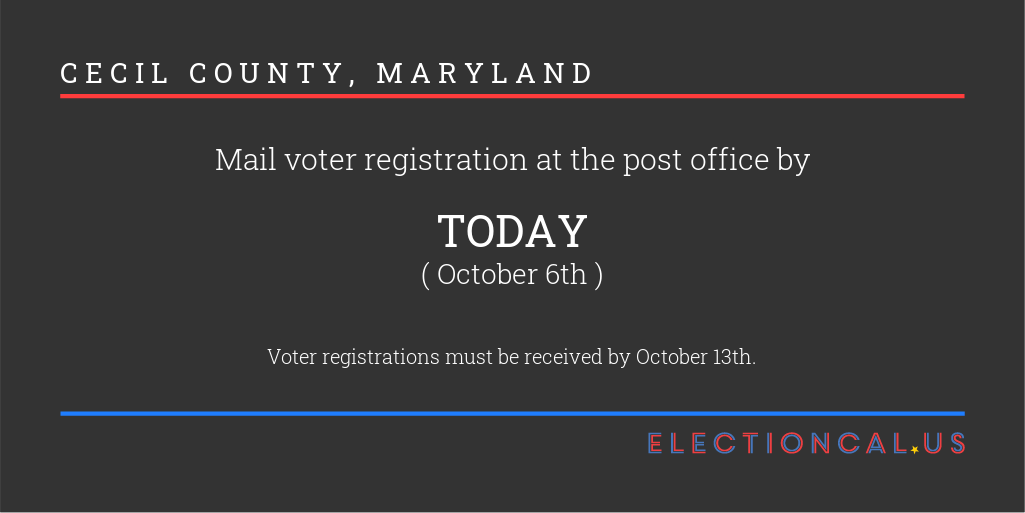 CECIL COUNTY, MARYLAND
Mail voter registration at the post office by
TODAY
( October 6th )
Voter registrations must be received by October 13th.
ELECTIONCAL.US